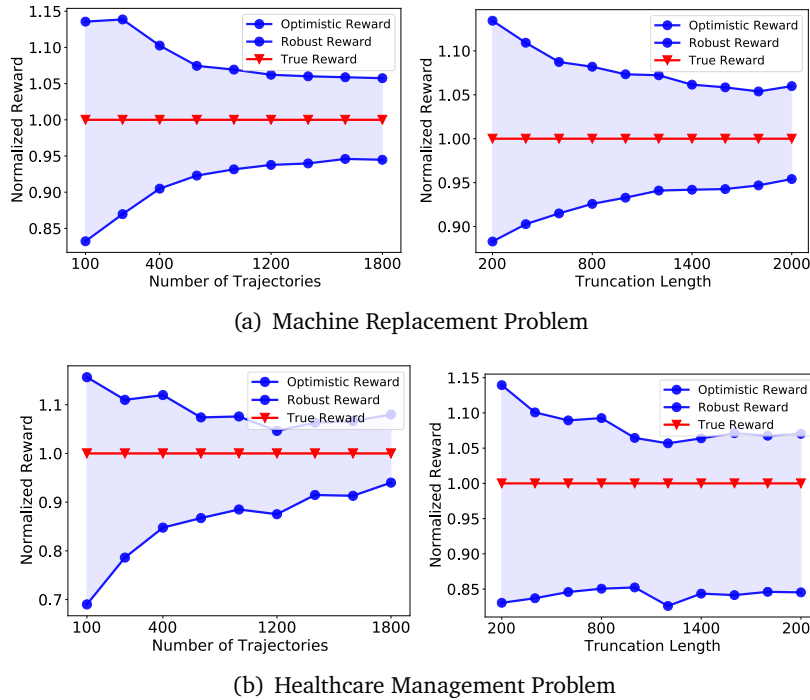 1.15
1.10
1.05
1.00
0.95
0.90
0.85
Normalized Reward
Optimistic Reward
Robust Reward
True Reward
100 400 1200 1800
Number of Trajectories
1.10
1.05
1.00
0.95
0.90
Normalized Reward
Optimistic Reward
Robust Reward
True Reward
200 800 1400 2000
Truncation Length
(a) Machine Replacement Problem
1.1
1.0
0.9
0.8
0.7
Normalized Reward
Optimistic Reward
Robust Reward
True Reward
100 400 1200 1800
Number of Trajectories
1.15
1.10
1.05
1.00
0.95
0.90
0.85
Normalized Reward
Optimistic Reward
Robust Reward
True Reward
200 800 1400 200
Truncation Length
(b) Healthcare Management Problem